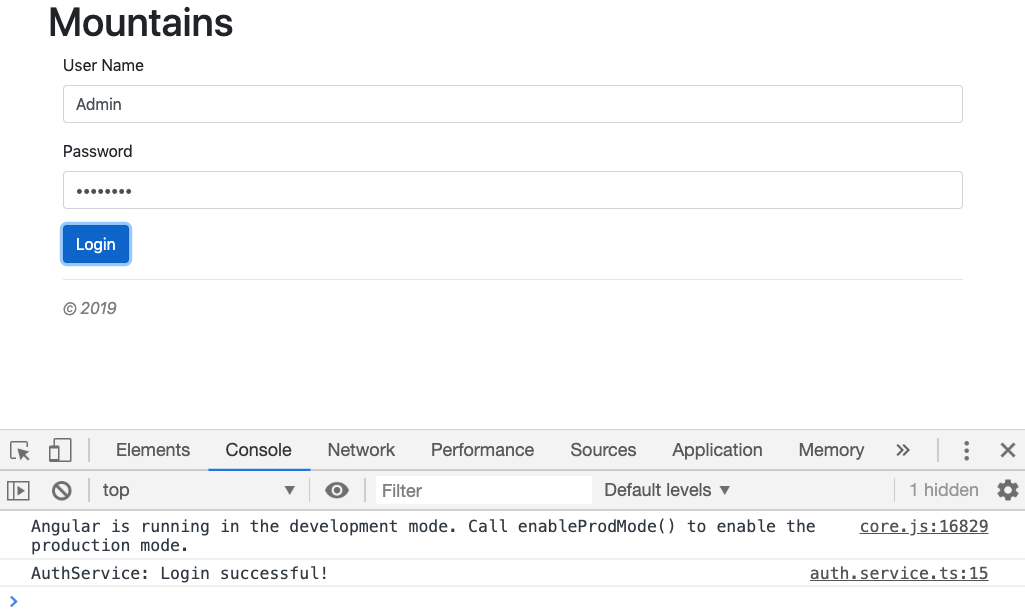 Mountains
User Name
Admin
Password
••••••••
Login
© 2019
Elements Console Network Performance Sources Application Memory »
top ▼ Filter Default levels ▼ 1 hidden
Angular is running in the development mode. Call enableProdMode() to enable the core.js:16829
production mode.
AuthService: Login successful! auth.service.ts:15